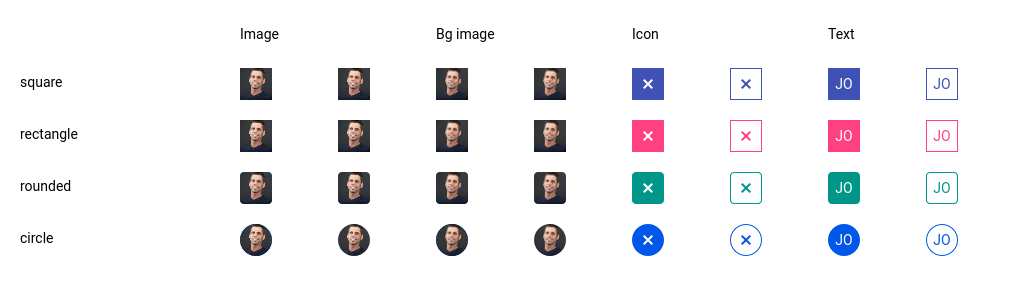 Image Bg image Icon Text
square JO JO
rectangle JO JO
rounded JO JO
circle JO JO